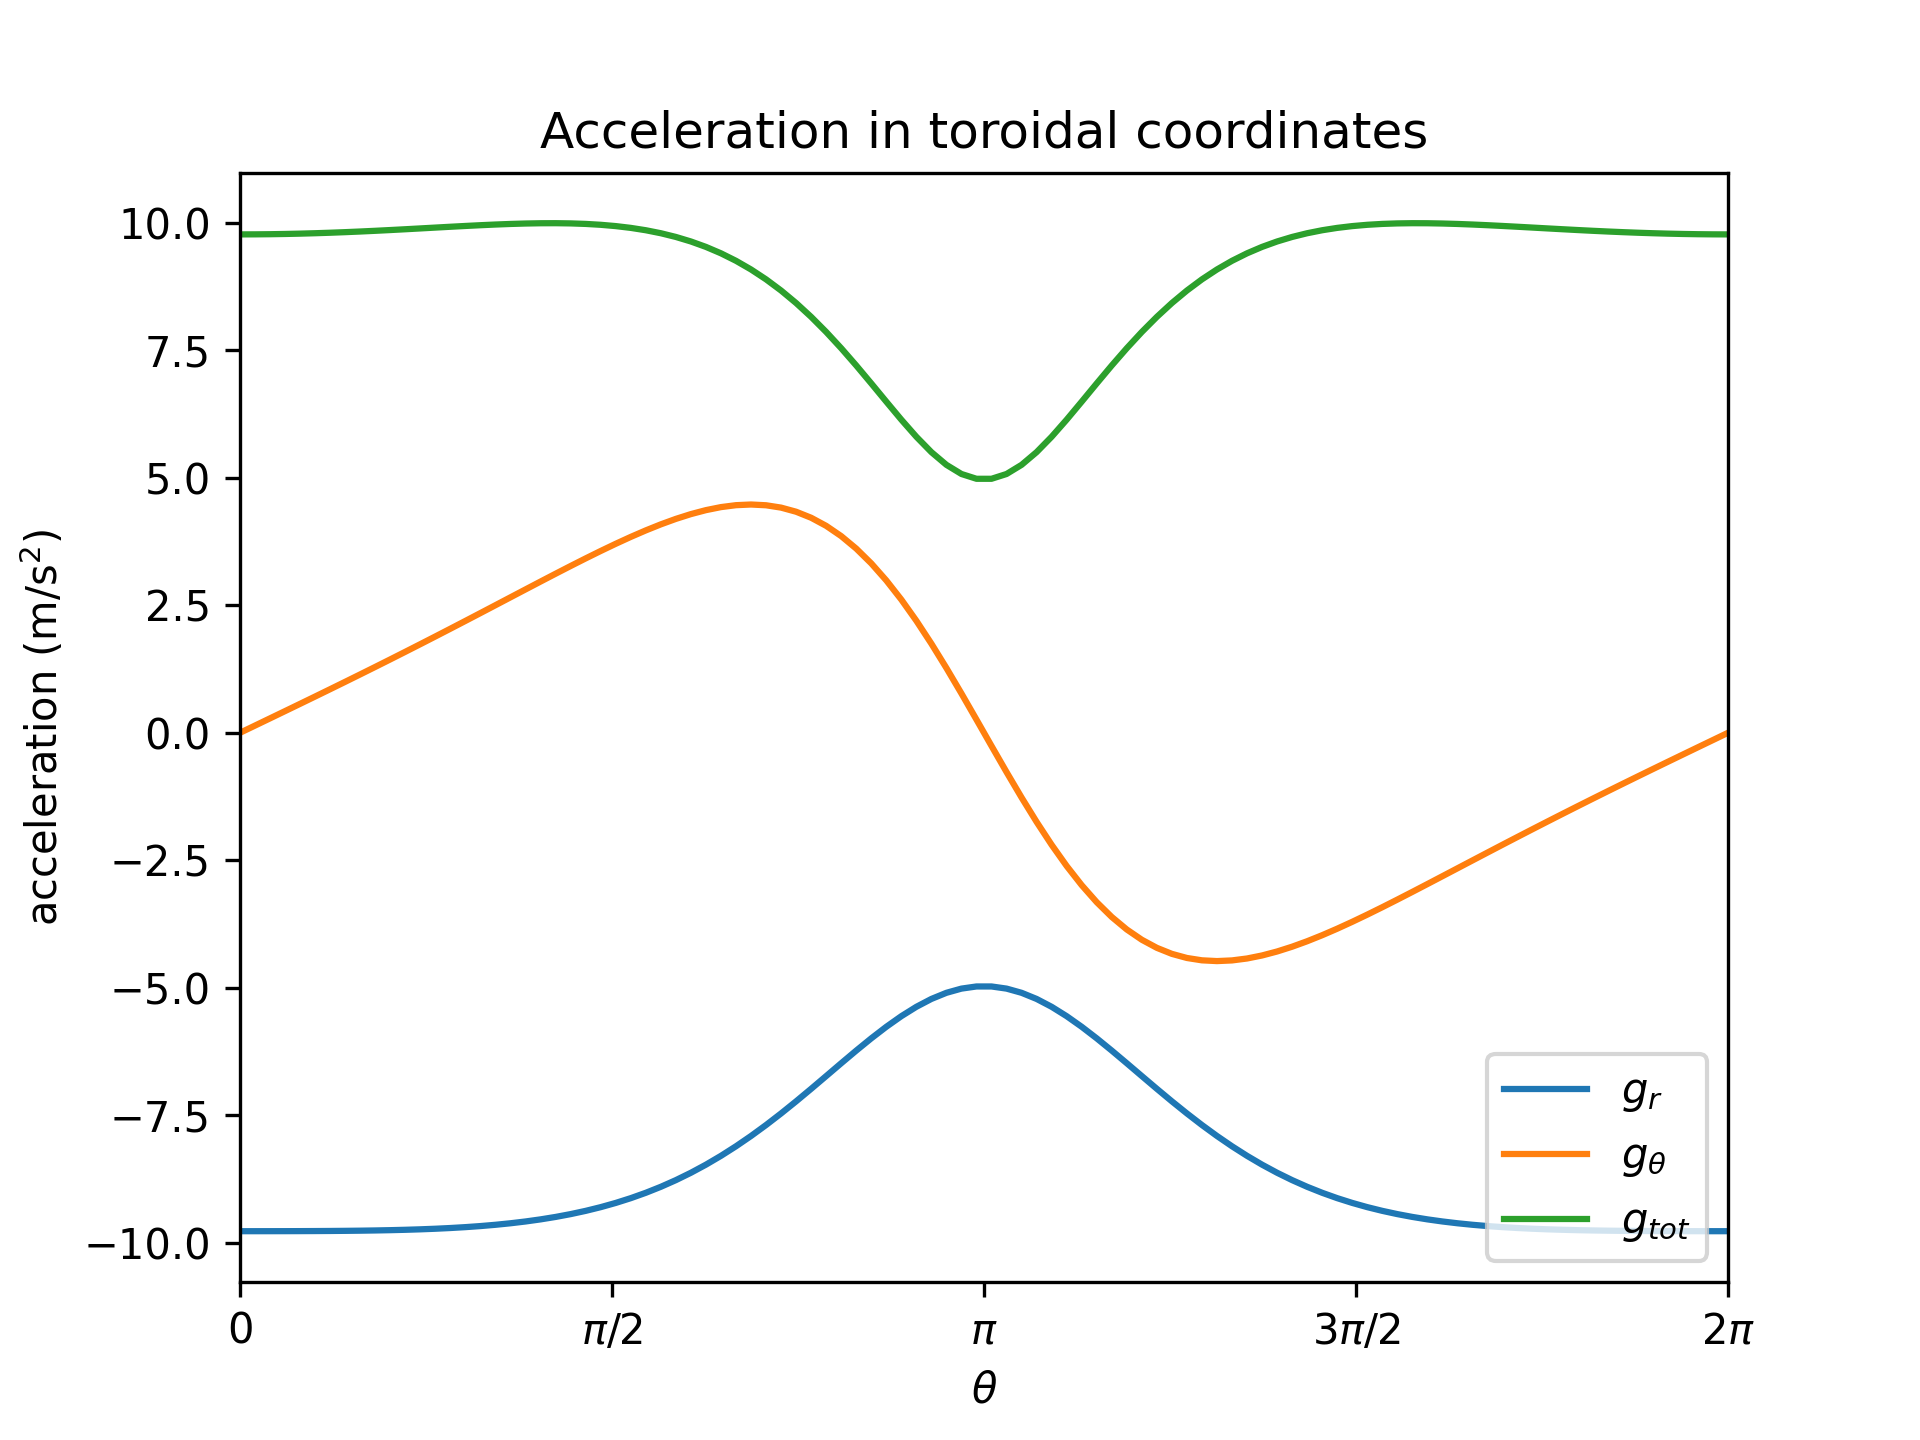 Acceleration in toroidal coordinates
acceleration (m/s²)
10.0
7.5
5.0
2.5
0.0
−2.5
−5.0
−7.5
−10.0
0
π/2
π
3π/2
2π
θ
g_r
g_θ
g_tot